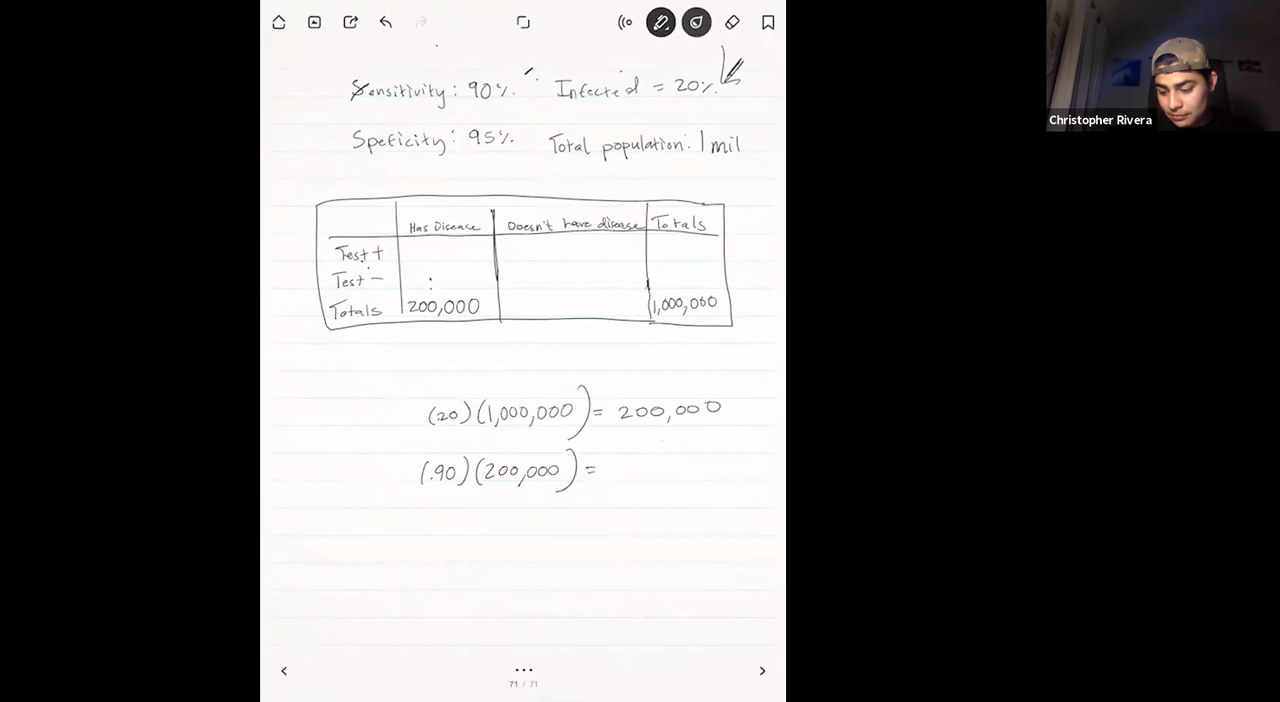 Sensitivity: 90% Infected = 20%
Speficity: 95% Total population: 1 mil
Has Disease Doesn't have disease Totals
Test +
Test -
Totals 200,000 1,000,000
(20)(1,000,000) = 200,000
(.90)(200,000) =
71 / 71
Christopher Rivera